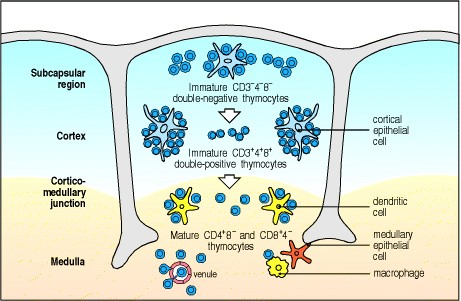 Subcapsular
region
Immature CD3⁻4⁻8⁻
double-negative thymocytes
Cortex
cortical
epithelial
cell
Immature CD3⁺4⁺8⁺
double-positive thymocytes
Cortico-
medullary
junction
dendritic
cell
Mature CD4⁺8⁻ and CD8⁺4⁻
thymocytes
medullary
epithelial
cell
Medulla
venule
macrophage